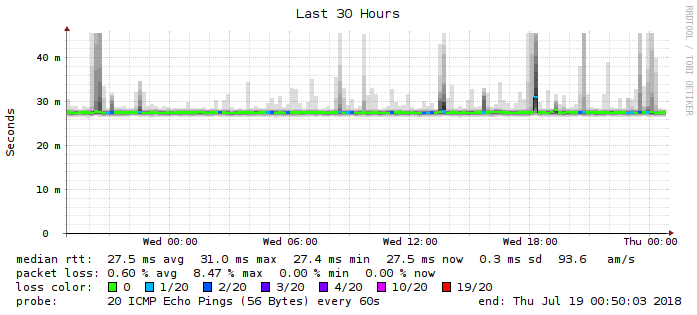 Last 30 Hours
RRDTOOL / TOBI OETIKER
Seconds
40 m
30 m
20 m
10 m
0
Wed 00:00 Wed 06:00 Wed 12:00 Wed 18:00 Thu 00:00
median rtt: 27.5 ms avg 31.0 ms max 27.4 ms min 27.5 ms now 0.3 ms sd 93.6 am/s
packet loss: 0.60 % avg 8.47 % max 0.00 % min 0.00 % now
loss color: 0 1/20 2/20 3/20 4/20 10/20 19/20
probe: 20 ICMP Echo Pings (56 Bytes) every 60s end: Thu Jul 19 00:50:03 2018